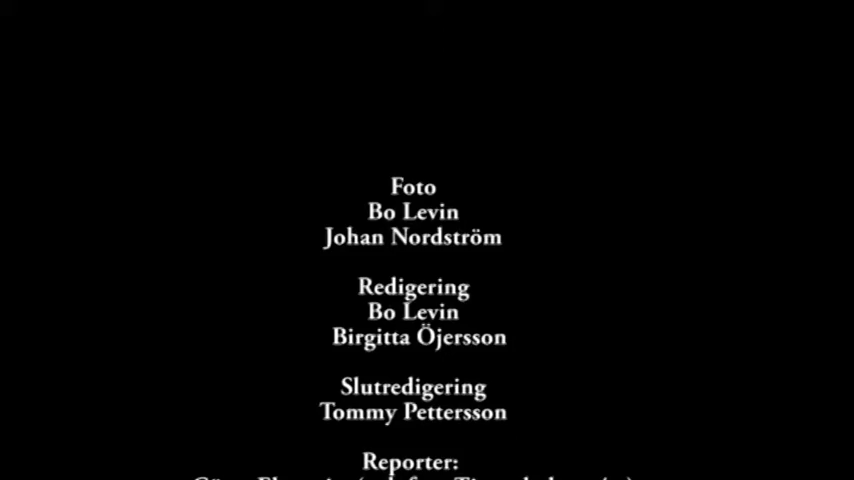 Foto
Bo Levin
Johan Nordström
Redigering
Bo Levin
Birgitta Öjersson
Slutredigering
Tommy Pettersson
Reporter: